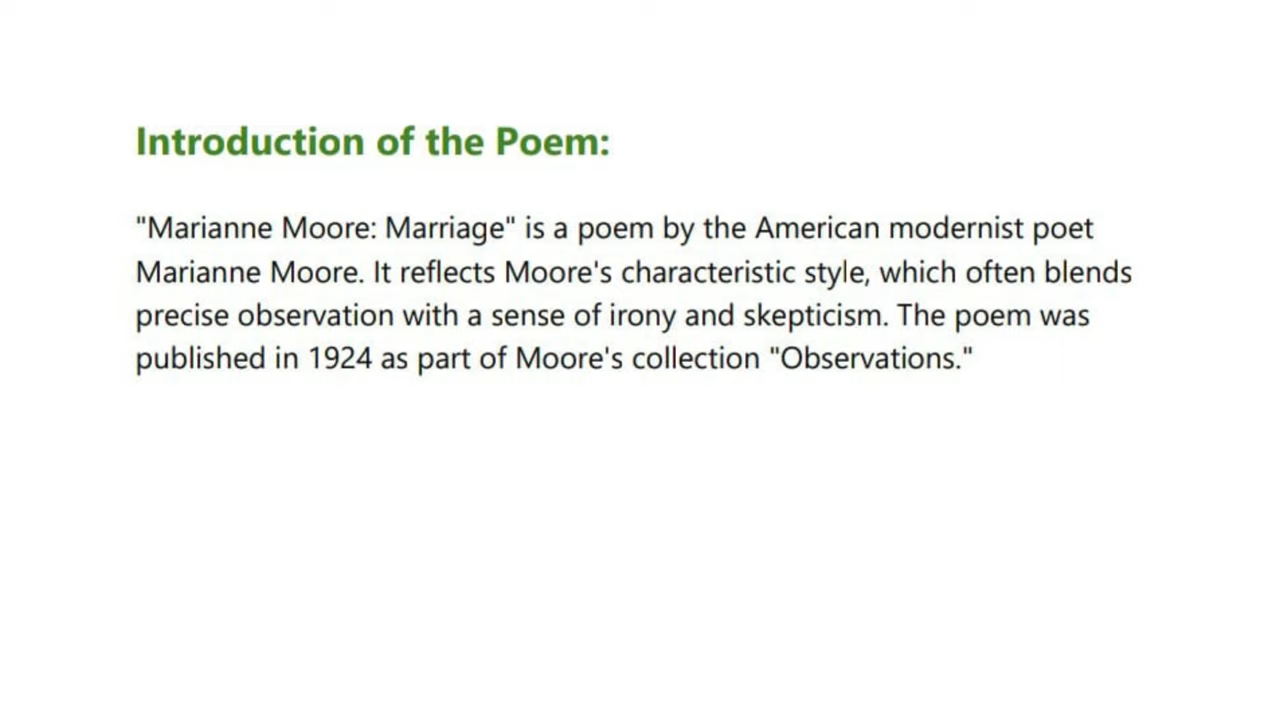 Introduction of the Poem:
"Marianne Moore: Marriage" is a poem by the American modernist poet
Marianne Moore. It reflects Moore's characteristic style, which often blends
precise observation with a sense of irony and skepticism. The poem was
published in 1924 as part of Moore's collection "Observations."